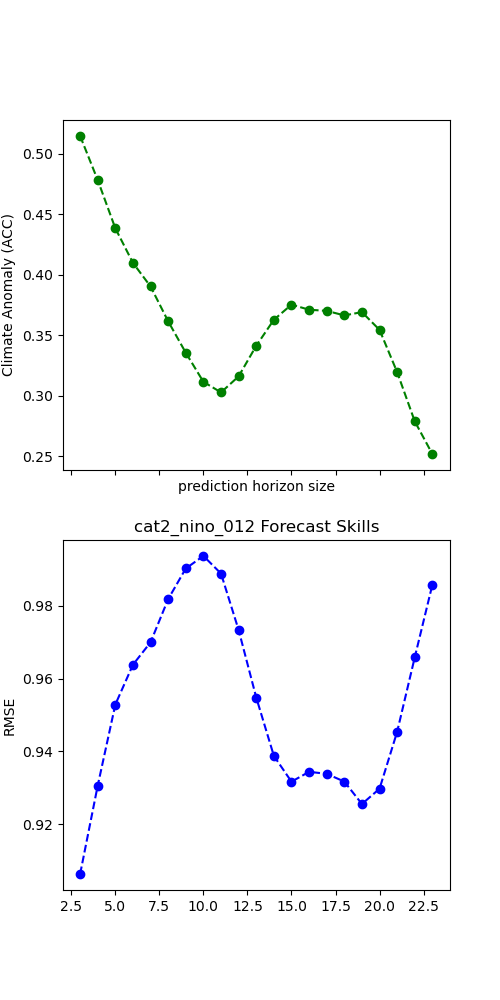 0.50
0.45
0.40
0.35
0.30
0.25
Climate Anomaly (ACC)
prediction horizon size
cat2_nino_012 Forecast Skills
0.98
0.96
0.94
0.92
RMSE
2.5 5.0 7.5 10.0 12.5 15.0 17.5 20.0 22.5